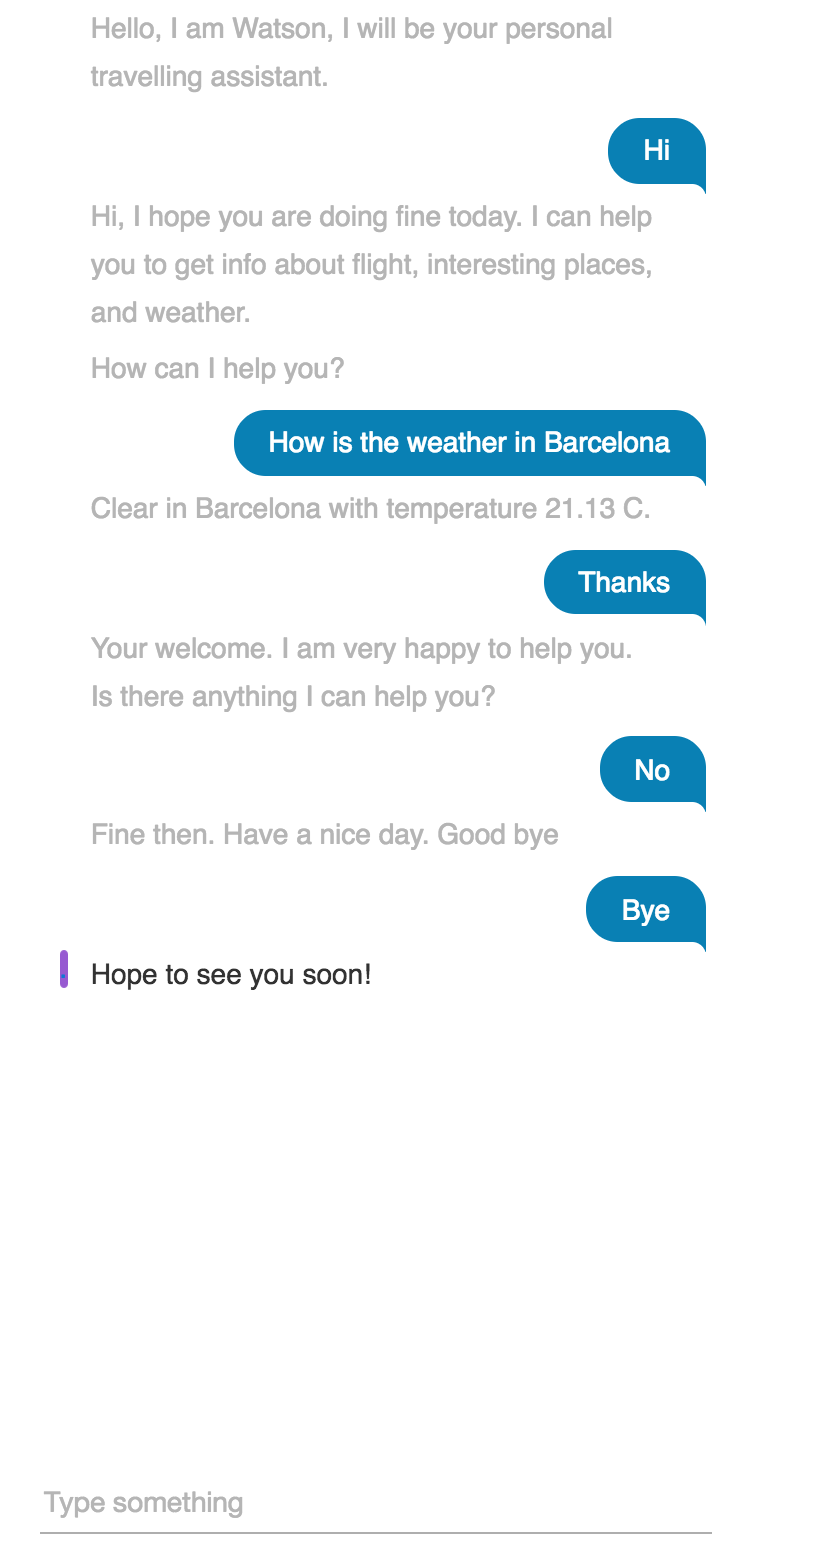 Hello, I am Watson, I will be your personal
travelling assistant.
Hi
Hi, I hope you are doing fine today. I can help
you to get info about flight, interesting places,
and weather.
How can I help you?
How is the weather in Barcelona
Clear in Barcelona with temperature 21.13 C.
Thanks
Your welcome. I am very happy to help you.
Is there anything I can help you?
No
Fine then. Have a nice day. Good bye
Bye
Hope to see you soon!
Type something